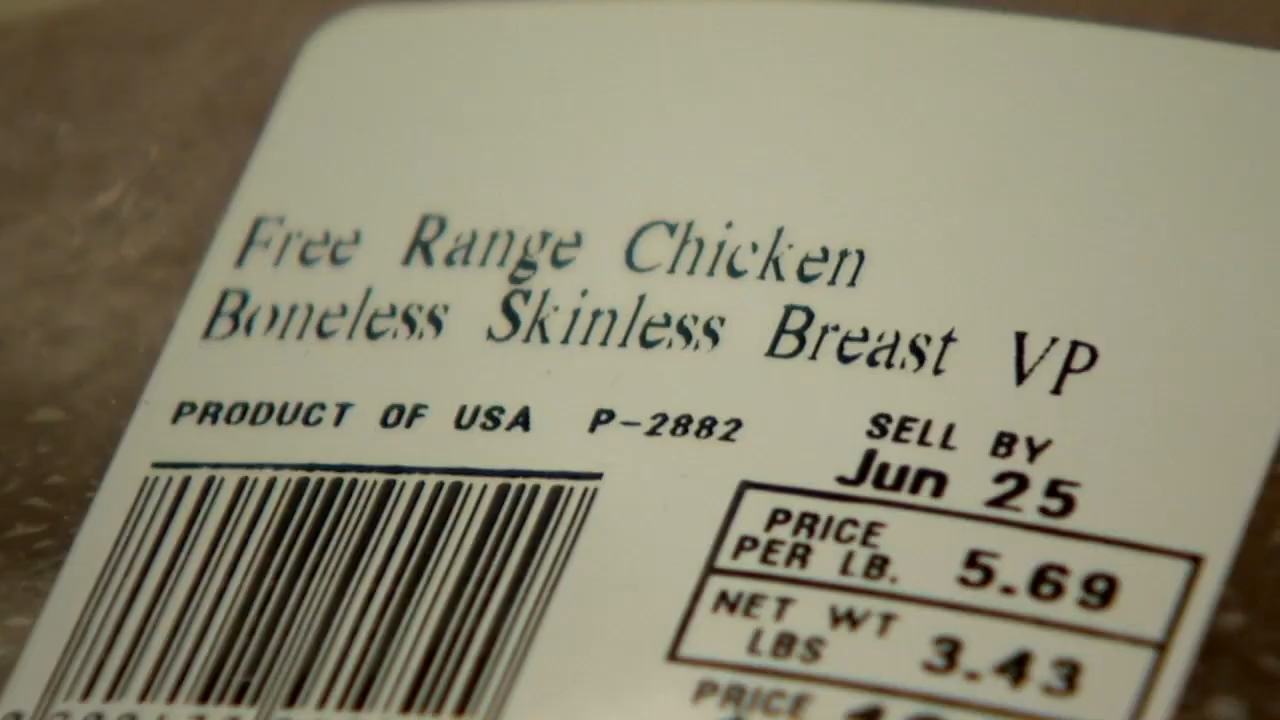 Free Range Chicken
Boneless Skinless Breast VP
PRODUCT OF USA P-2882
SELL BY
Jun 25
PRICE
PER LB. 5.69
NET WT
LBS 3.43
PRICE